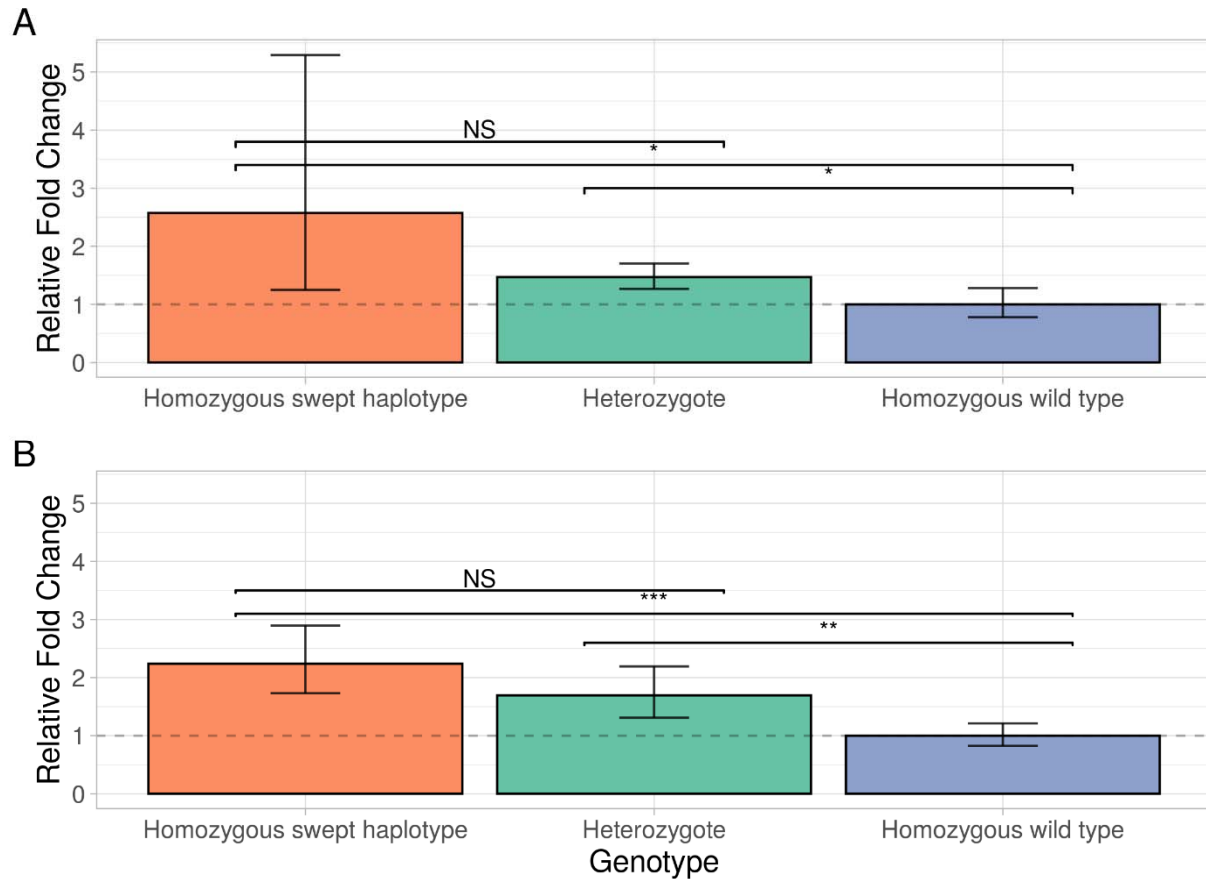 A
Relative Fold Change
5
4
3
2
1
0
NS
*
*
Homozygous swept haplotype
Heterozygote
Homozygous wild type
B
Relative Fold Change
5
4
3
2
1
0
NS
***
**
Homozygous swept haplotype
Heterozygote
Homozygous wild type
Genotype